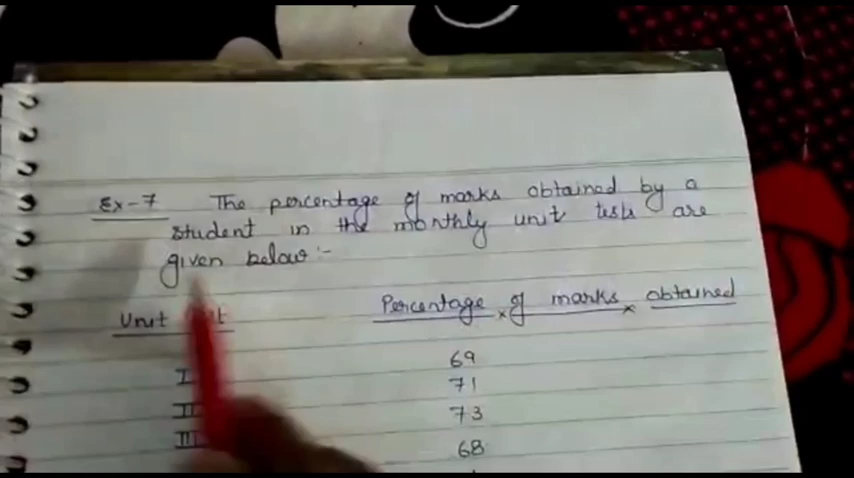 Ex-7 The percentage of marks obtained by a
student in the monthly unit tests are
given below:-
Unit Percentage of marks obtained
I 69
71
II 73
III 68